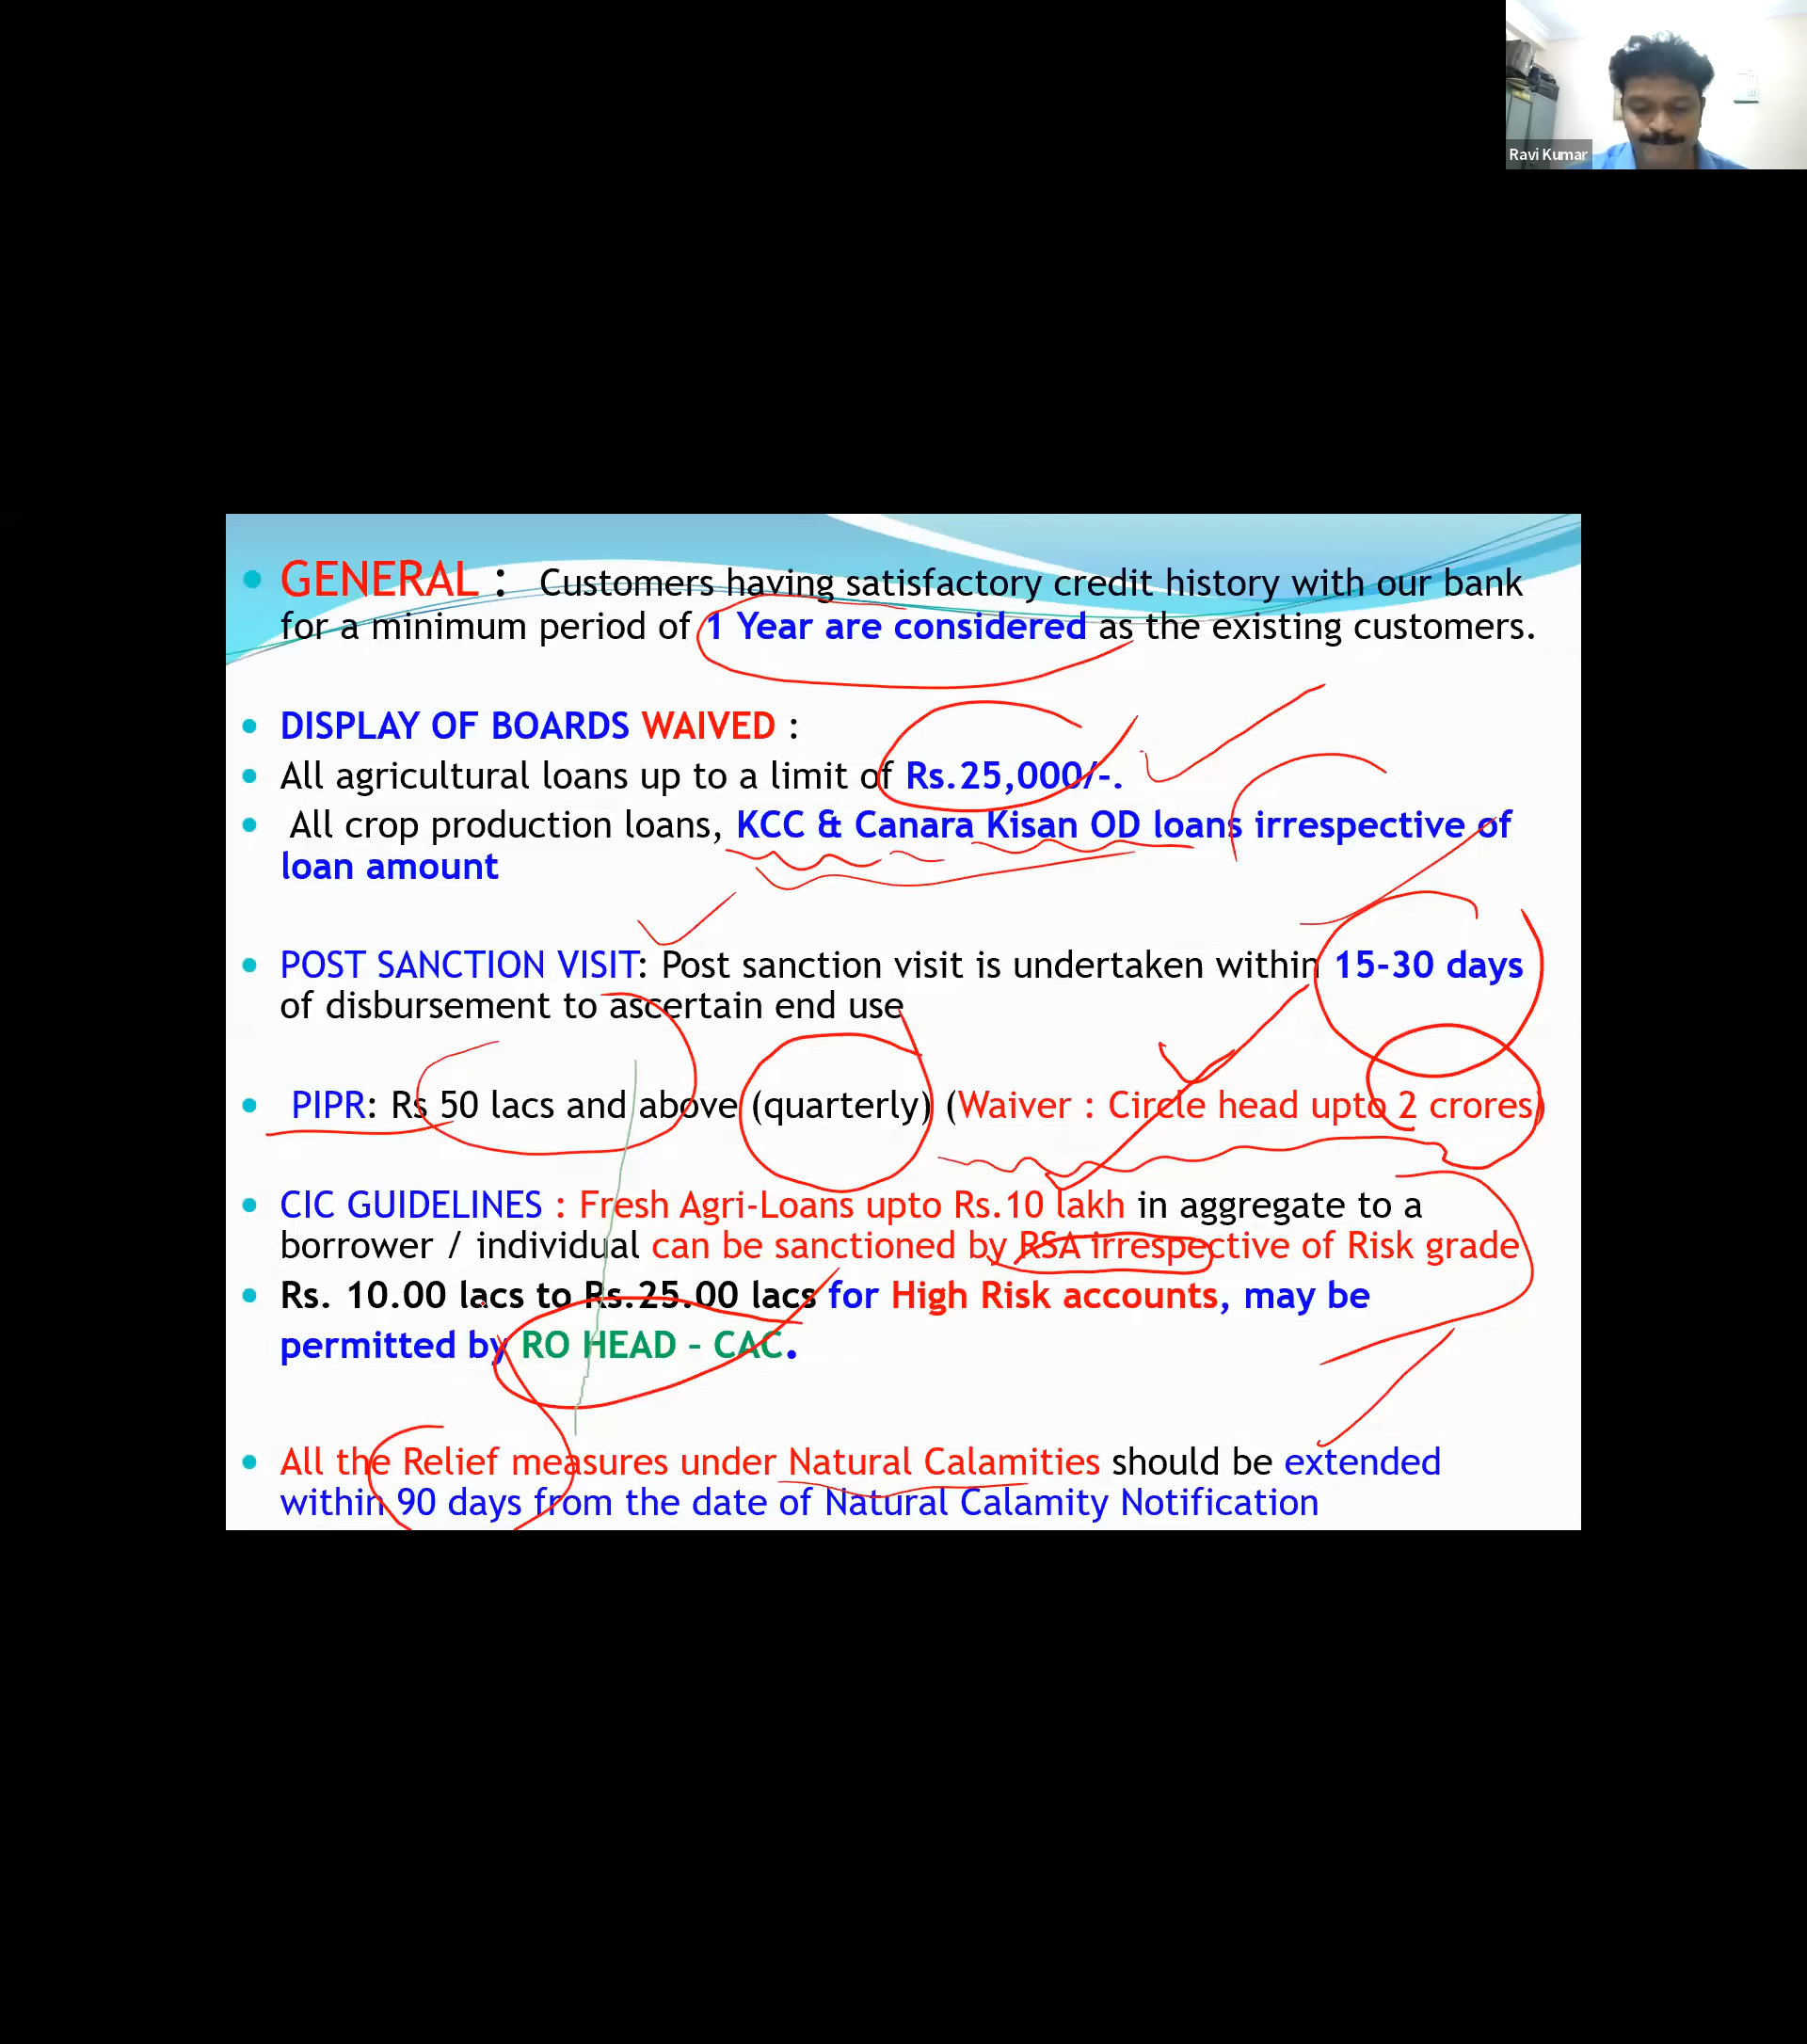 Ravi Kumar
GENERAL : Customers having satisfactory credit history with our bank
for a minimum period of 1 Year are considered as the existing customers.
DISPLAY OF BOARDS WAIVED :
All agricultural loans up to a limit of Rs.25,000/-.
All crop production loans, KCC & Canara Kisan OD loans irrespective of
loan amount
POST SANCTION VISIT: Post sanction visit is undertaken within 15-30 days
of disbursement to ascertain end use
PIPR: Rs 50 lacs and above (quarterly) (Waiver : Circle head upto 2 crores)
CIC GUIDELINES : Fresh Agri-Loans upto Rs.10 lakh in aggregate to a
borrower / individual can be sanctioned by RSA irrespective of Risk grade
Rs. 10.00 lacs to Rs.25.00 lacs for High Risk accounts, may be
permitted by RO HEAD – CAC.
All the Relief measures under Natural Calamities should be extended
within 90 days from the date of Natural Calamity Notification